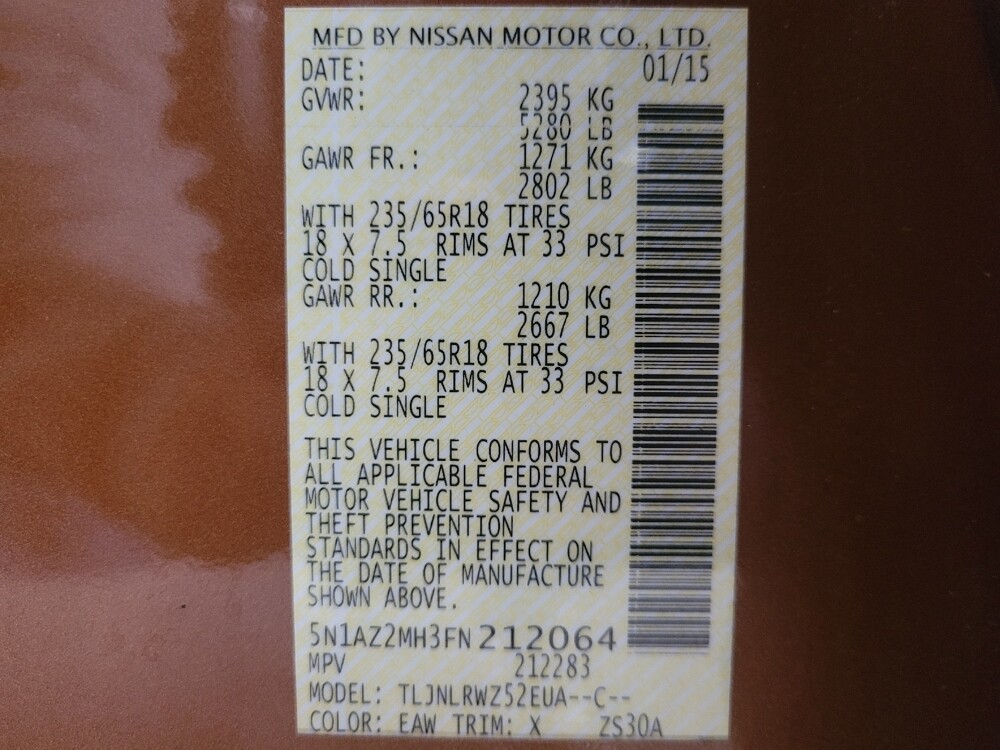 MFD BY NISSAN MOTOR CO., LTD.
DATE: 01/15
GVWR: 2395 KG
5280 LB
GAWR FR.: 1271 KG
2802 LB
WITH 235/65R18 TIRES
18 X 7.5 RIMS AT 33 PSI
COLD SINGLE
GAWR RR.: 1210 KG
2667 LB
WITH 235/65R18 TIRES
18 X 7.5 RIMS AT 33 PSI
COLD SINGLE
THIS VEHICLE CONFORMS TO
ALL APPLICABLE FEDERAL
MOTOR VEHICLE SAFETY AND
THEFT PREVENTION
STANDARDS IN EFFECT ON
THE DATE OF MANUFACTURE
SHOWN ABOVE.
5N1AZ2MH3FN212064
MPV 212283
MODEL: TLJNLRWZ52EUA--C--
COLOR: EAW TRIM: X ZS30A